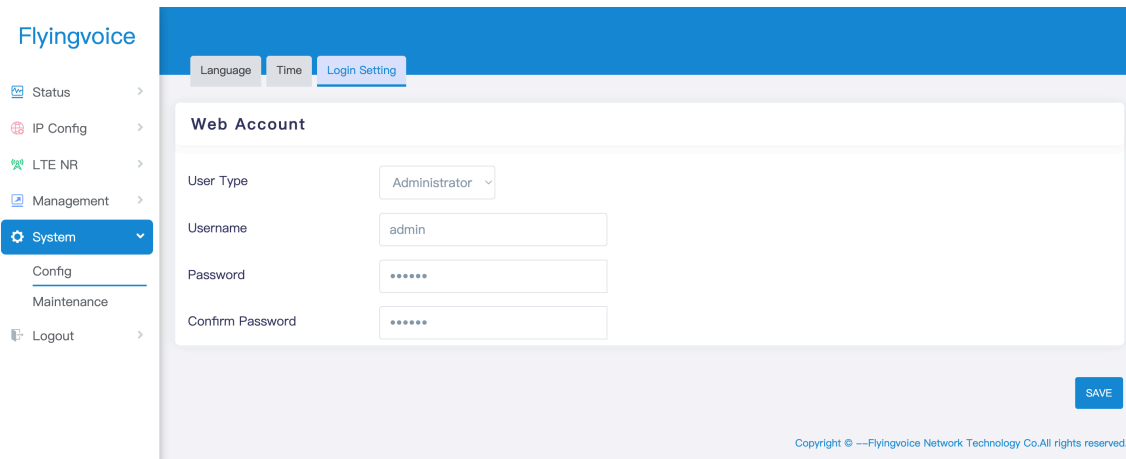 Flyingvoice
Language Time Login Setting
Status
IP Config
LTE NR
Management
System
Config
Maintenance
Logout
Web Account
User Type Administrator
Username admin
Password ••••••
Confirm Password ••••••
SAVE
Copyright © --Flyingvoice Network Technology Co.All rights reserved.